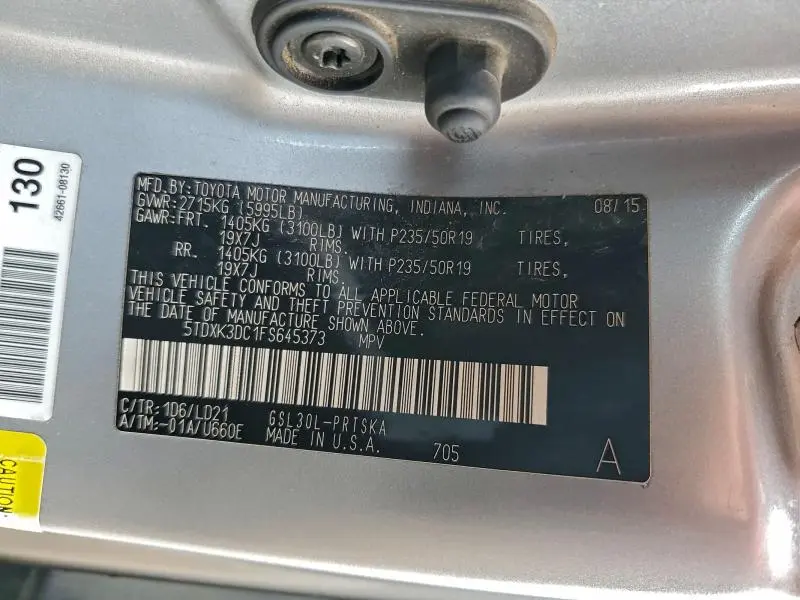 130
42661-08130
MFD.BY:TOYOTA MOTOR MANUFACTURING, INDIANA, INC. 08/15
GVWR:2715KG (5995LB)
GAWR:FRT. 1405KG (3100LB) WITH P235/50R19 TIRES,
19X7J RIMS.
RR. 1405KG (3100LB) WITH P235/50R19 TIRES,
19X7J RIMS.
THIS VEHICLE CONFORMS TO ALL APPLICABLE FEDERAL MOTOR
VEHICLE SAFETY AND THEFT PREVENTION STANDARDS IN EFFECT ON
THE DATE OF MANUFACTURE SHOWN ABOVE.
5TDXK3DC1FS645373 MPV
C/TR:1D6/LD21 GSL30L-PRTSKA
A/TM:-01A/U660E MADE IN U.S.A. 705
A
CAUTION